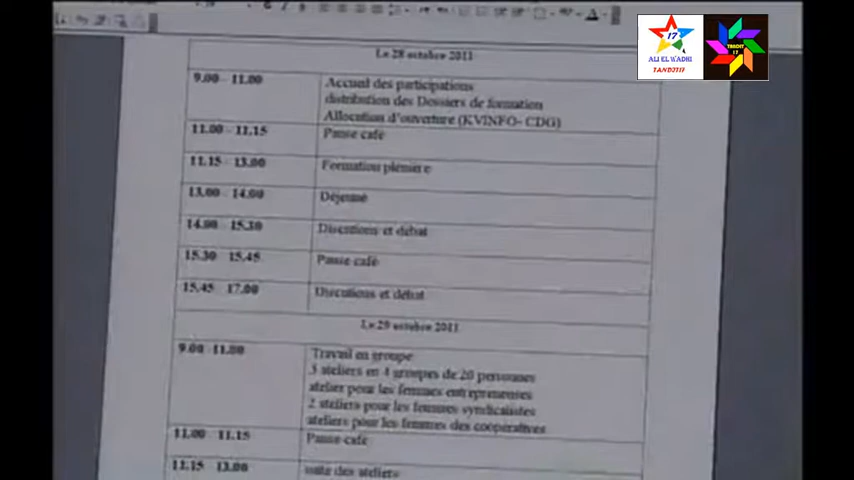 17
ALI EL WADHI
TANDJT1T
TRACHT
17
Le 28 octobre 2011
9.00 - 11.00
Accueil des participations
distribution des Dossiers de formation
Allocution d'ouverture (KVINFO- CDG)
11.00 - 11.15
Pause café
11.15 - 13.00
Formation plénière
13.00 - 14.00
Déjeuné
14.00 15.30
Discutions et débat
15.30 15.45
Pause café
15.45 17.00
Discutions et débat
Le 29 octobre 2011
9.00 11.00
Travail en groupe
3 ateliers en 4 groupes de 20 personnes
atelier pour les femmes entrepreneuses
2 ateliers pour les femmes syndicalistes
ateliers pour les femmes des coopératives
11.00 11.15
Pause café
11.15 13.00
suite des ateliers